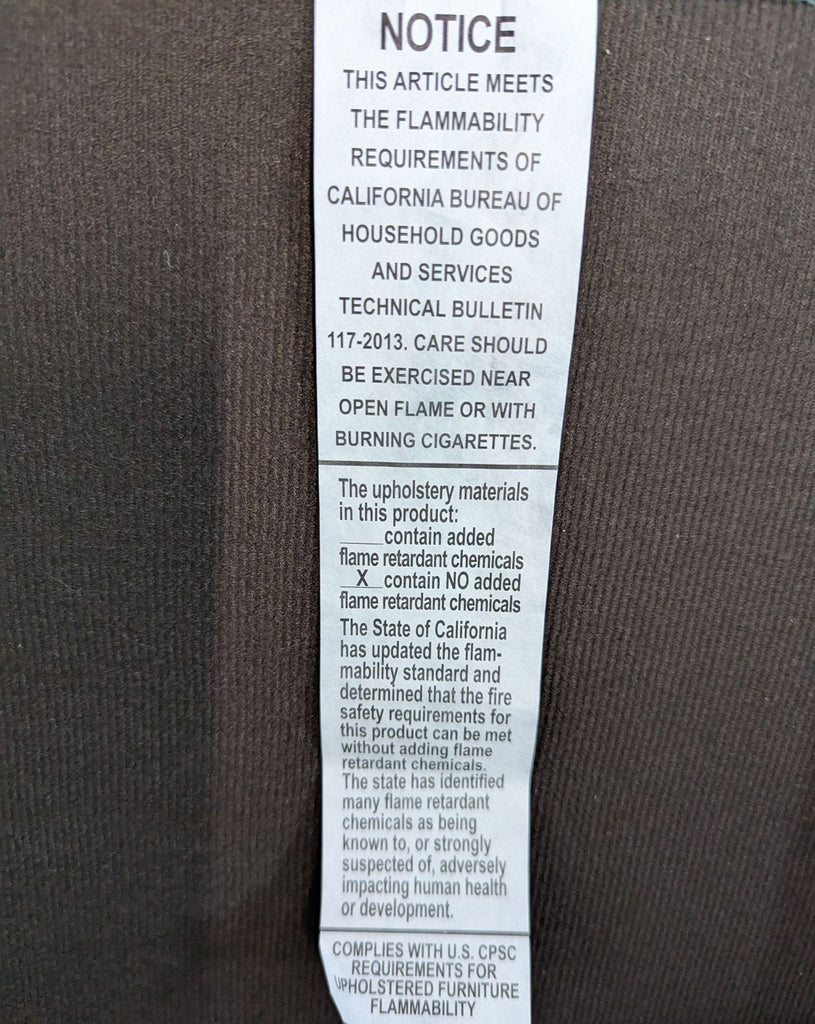 NOTICE
THIS ARTICLE MEETS
THE FLAMMABILITY
REQUIREMENTS OF
CALIFORNIA BUREAU OF
HOUSEHOLD GOODS
AND SERVICES
TECHNICAL BULLETIN
117-2013. CARE SHOULD
BE EXERCISED NEAR
OPEN FLAME OR WITH
BURNING CIGARETTES.
The upholstery materials
in this product:
____contain added
flame retardant chemicals
_X_contain NO added
flame retardant chemicals
The State of California
has updated the flam-
mability standard and
determined that the fire
safety requirements for
this product can be met
without adding flame
retardant chemicals.
The state has identified
many flame retardant
chemicals as being
known to, or strongly
suspected of, adversely
impacting human health
or development.
COMPLIES WITH U.S. CPSC
REQUIREMENTS FOR
UPHOLSTERED FURNITURE
FLAMMABILITY